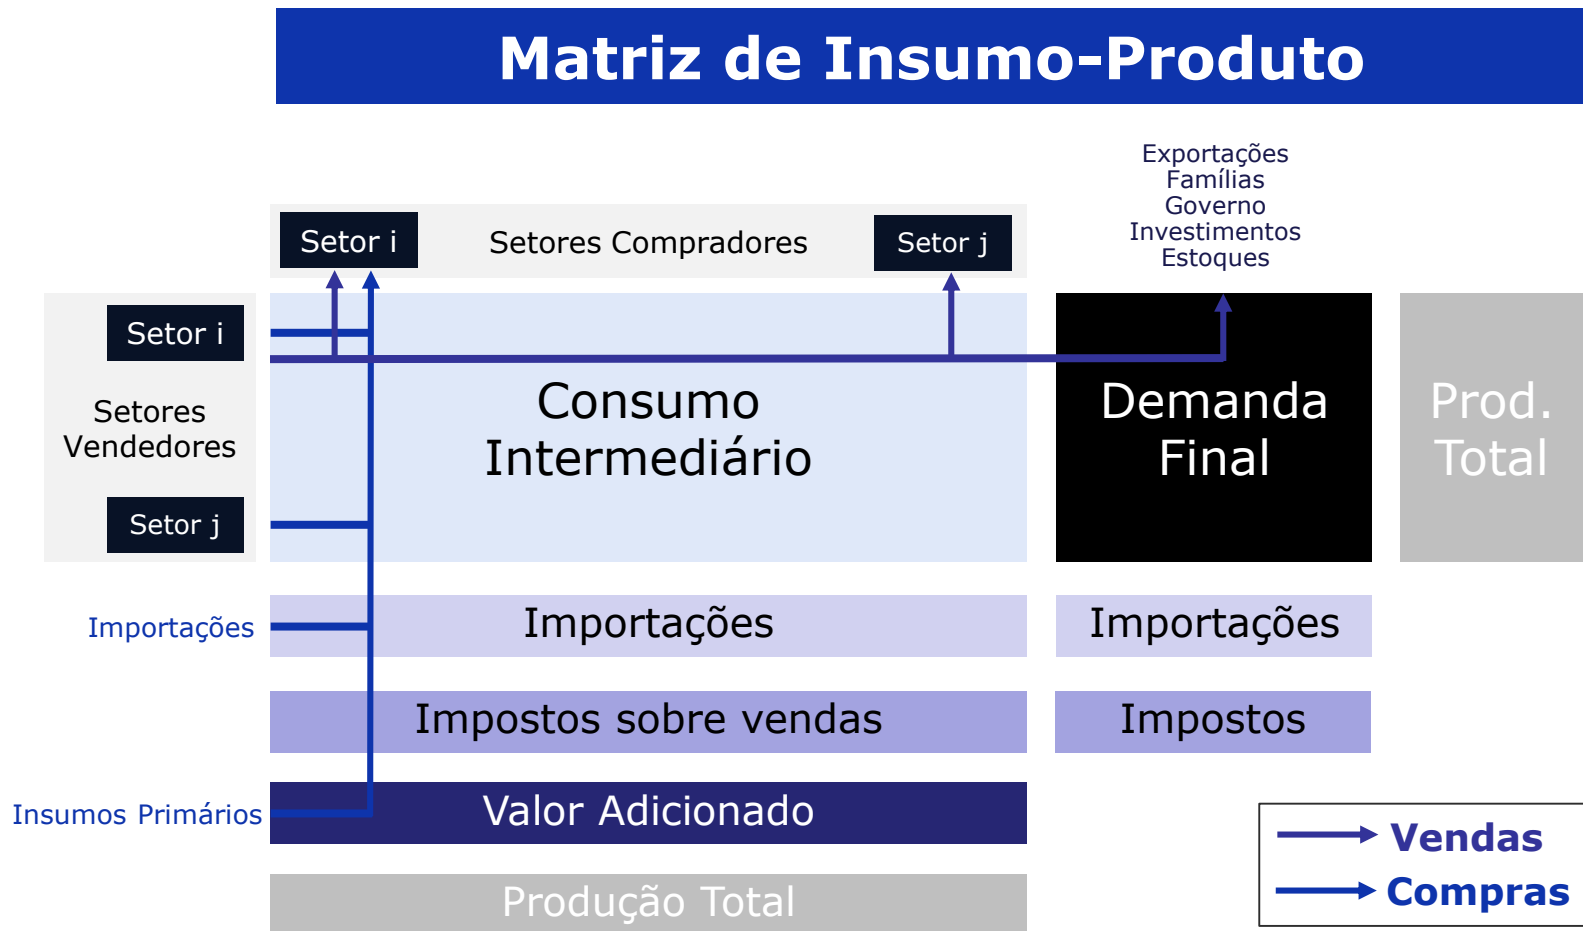 Matriz de Insumo-Produto
Exportações
Famílias
Governo
Investimentos
Estoques
Setor i
Setores Compradores
Setor j
Setor i
Setores
Vendedores
Setor j
Consumo
Intermediário
Demanda
Final
Prod.
Total
Importações
Importações
Importações
Impostos sobre vendas
Impostos
Insumos Primários
Valor Adicionado
Produção Total
Vendas
Compras